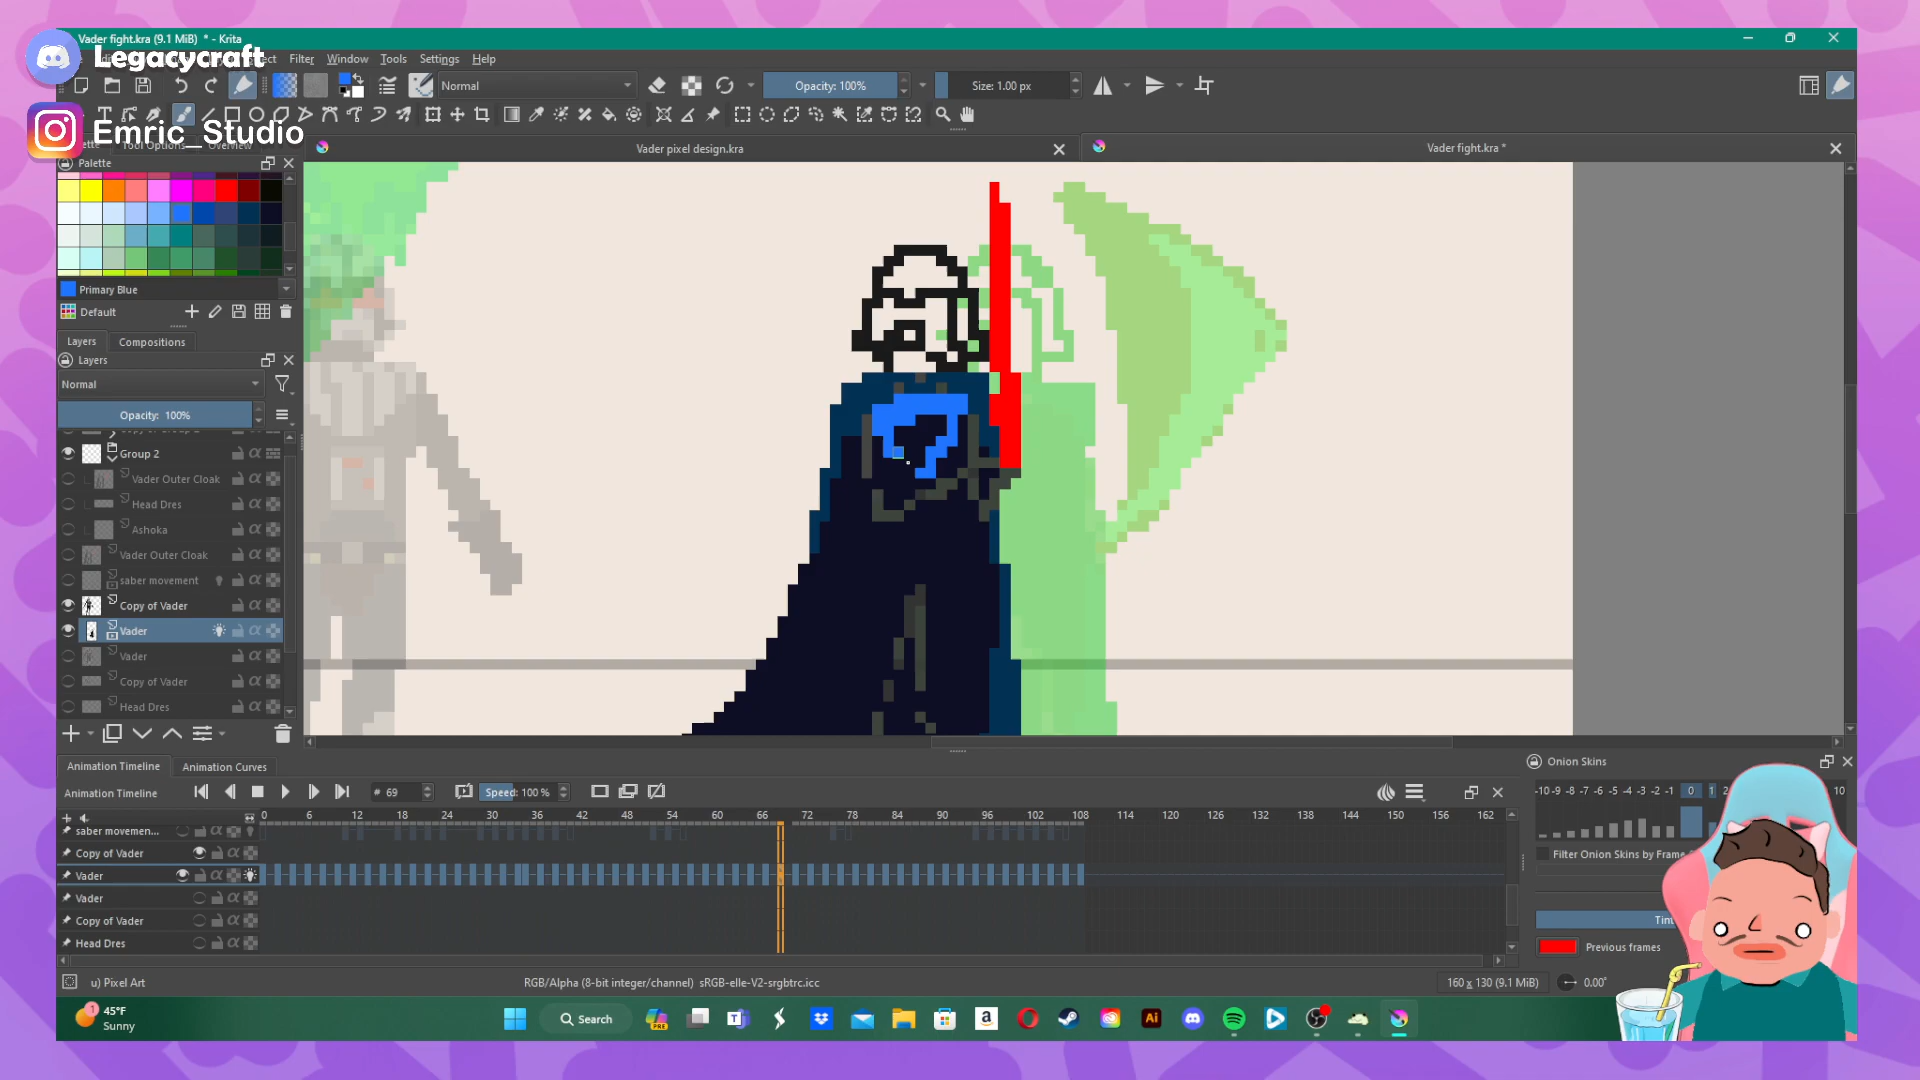 Vader fight.kra (9.1 MiB) * - Krita
Legacycraft
Filter Window Tools Settings Help
Normal
Opacity: 100%
Size: 1.00 px
Emric_Studio
Tool Options Overview
Vader pixel design.kra
Vader fight.kra *
Palette
Primary Blue
Default
Layers Compositions
Layers
Normal
Opacity: 100%
Group 2
Vader Outer Cloak
Head Dres
Ashoka
Vader Outer Cloak
saber movement
Copy of Vader
Vader
Vader
Copy of Vader
Head Dres
Animation Timeline Animation Curves
Animation Timeline
# 69
Speed: 100 %
0 6 12 18 24 30 36 42 48 54 60 66 72 78 84 90 96 102 108 114 120 126 132 138 144 150 156 162
saber movemen...
Copy of Vader
Vader
Vader
Copy of Vader
Head Dres
Onion Skins
-10 -9 -8 -7 -6 -5 -4 -3 -2 -1 0 1 2 10
Filter Onion Skins by Frame
Previous frames
u) Pixel Art
RGB/Alpha (8-bit integer/channel) sRGB-elle-V2-srgbtrc.icc
160 x 130 (9.1 MiB)
0.00°
1
45°F
Sunny
Search
PRE
Ai